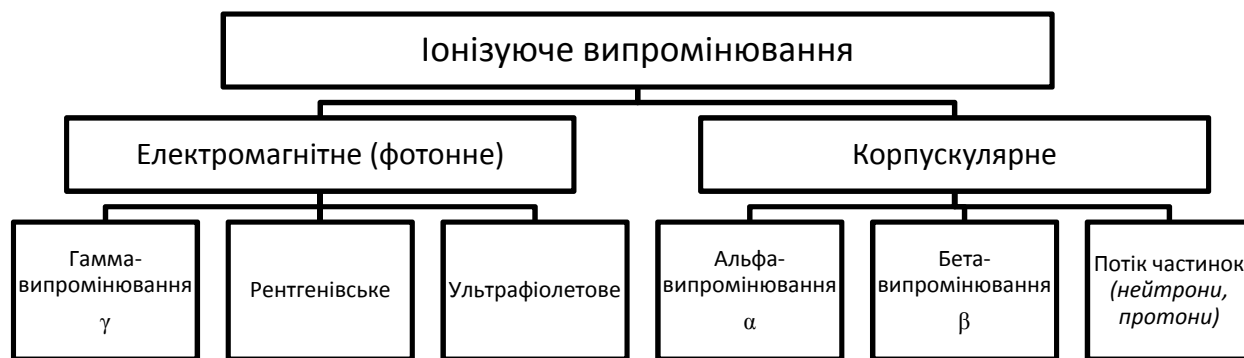 Іонізуюче випромінювання
Електромагнітне (фотонне)
Корпускулярне
Гамма-
випромінювання
γ
Рентгенівське
Ультрафіолетове
Альфа-
випромінювання
α
Бета-
випромінювання
β
Потік частинок
(нейтрони,
протони)